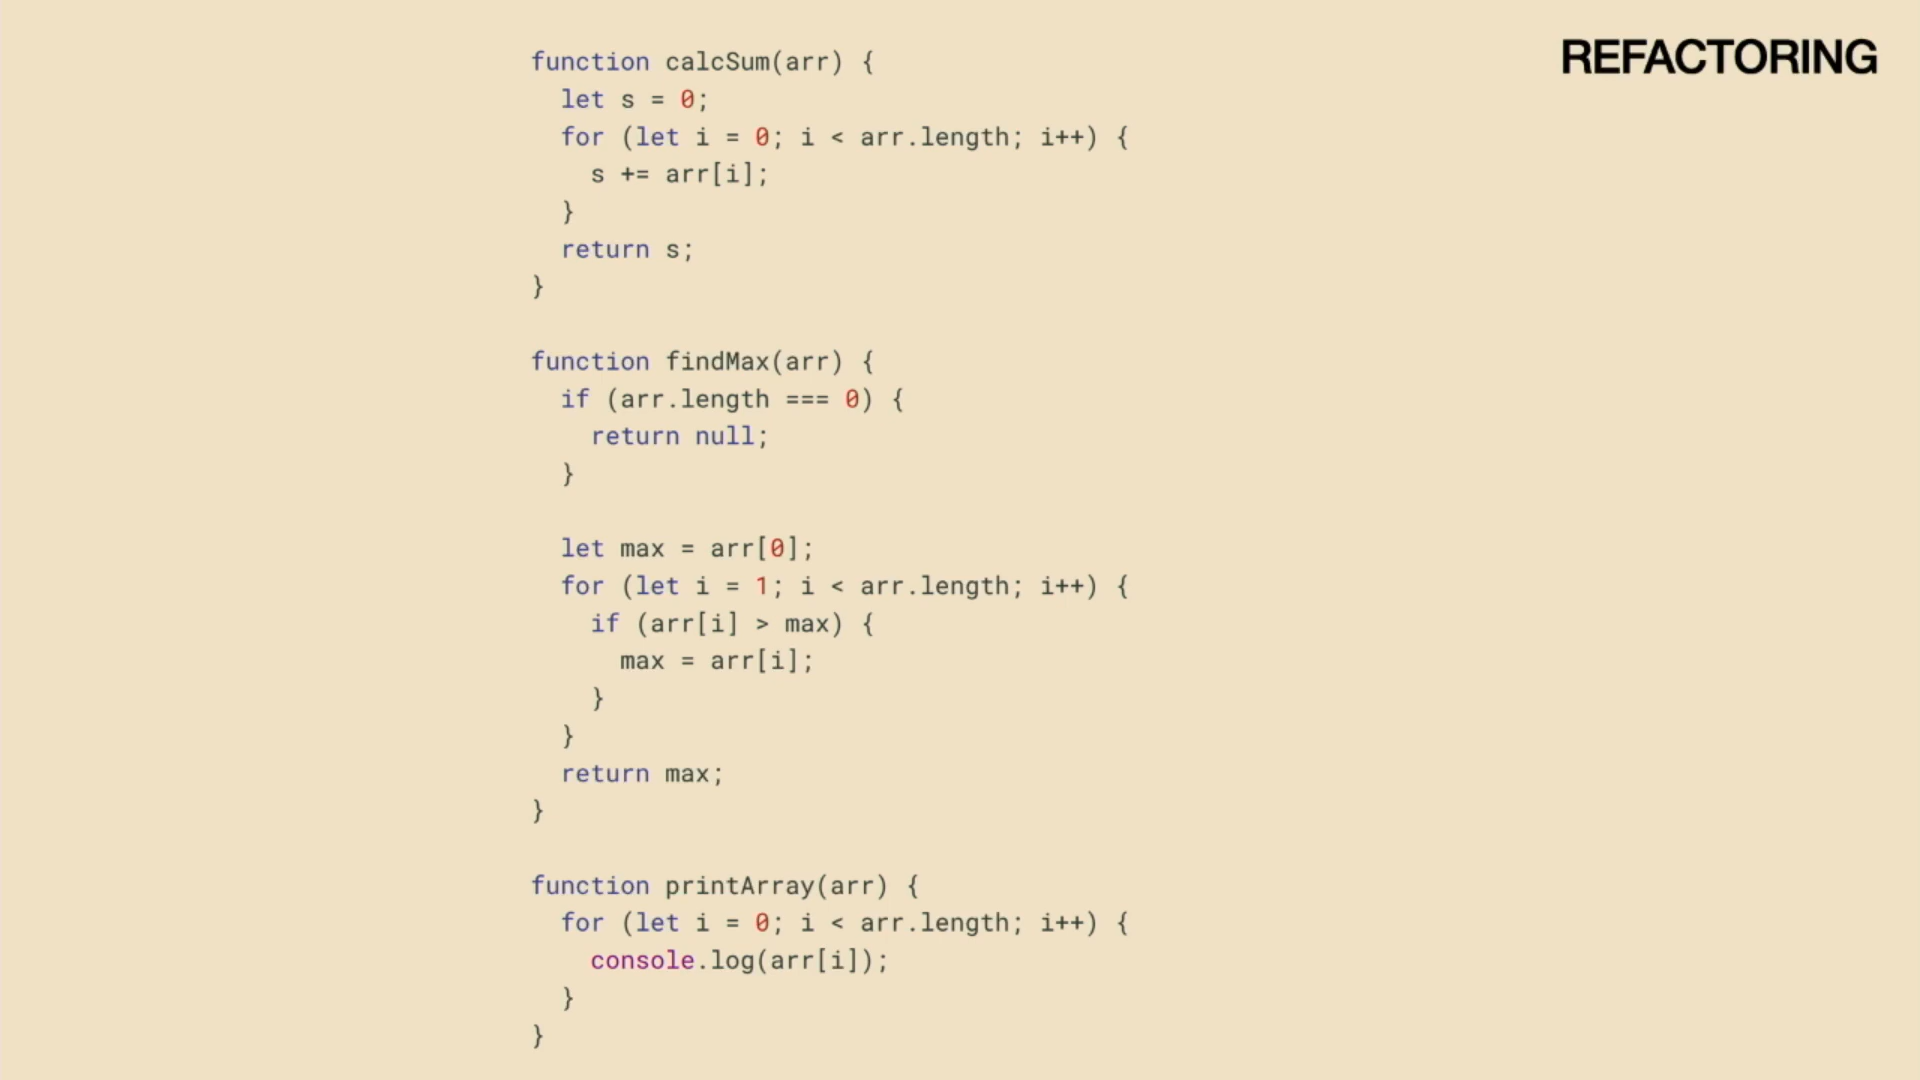 REFACTORING
function calcSum(arr) {
  let s = 0;
  for (let i = 0; i < arr.length; i++) {
    s += arr[i];
  }
  return s;
}

function findMax(arr) {
  if (arr.length === 0) {
    return null;
  }

  let max = arr[0];
  for (let i = 1; i < arr.length; i++) {
    if (arr[i] > max) {
      max = arr[i];
    }
  }
  return max;
}

function printArray(arr) {
  for (let i = 0; i < arr.length; i++) {
    console.log(arr[i]);
  }
}